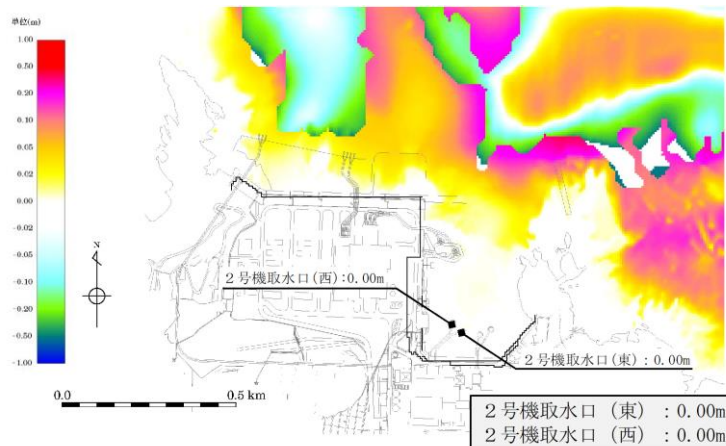 単位(m)
1.00
0.50
0.20
0.10
0.05
0.02
0.00
-0.02
-0.05
-0.10
-0.20
-0.50
-1.00
N
2号機取水口(西):0.00m
2号機取水口(東)：0.00m
0.0
0.5 km
2号機取水口（東）：0.00m
2号機取水口（西）：0.00m